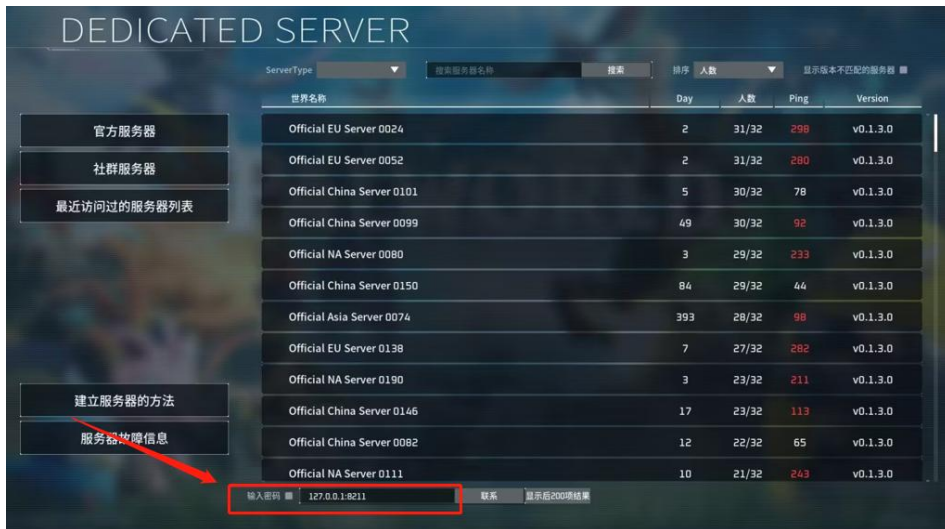 DEDICATED SERVER
ServerType 搜索服务器名称 搜索 排序 人数 显示版本不匹配的服务器
世界名称 Day 人数 Ping Version
官方服务器
社群服务器
最近访问过的服务器列表
建立服务器的方法
服务器故障信息
Official EU Server 0024 2 31/32 298 v0.1.3.0
Official EU Server 0052 2 31/32 280 v0.1.3.0
Official China Server 0101 5 30/32 78 v0.1.3.0
Official China Server 0099 49 30/32 92 v0.1.3.0
Official NA Server 0080 3 29/32 233 v0.1.3.0
Official China Server 0150 84 29/32 44 v0.1.3.0
Official Asia Server 0074 393 28/32 98 v0.1.3.0
Official EU Server 0138 7 27/32 282 v0.1.3.0
Official NA Server 0190 3 23/32 211 v0.1.3.0
Official China Server 0146 17 23/32 113 v0.1.3.0
Official China Server 0082 12 22/32 65 v0.1.3.0
Official NA Server 0111 10 21/32 243 v0.1.3.0
输入密码 127.0.0.1:8211 联系 显示后200项结果